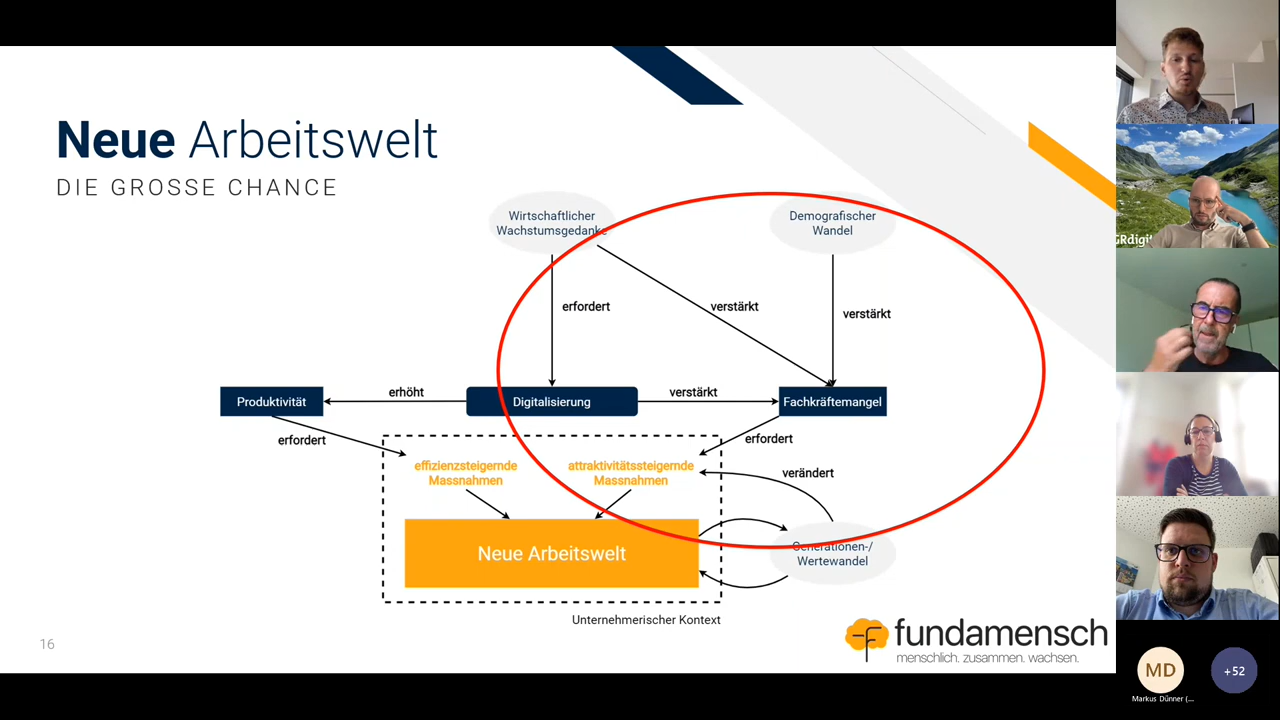 Neue Arbeitswelt
DIE GROSSE CHANCE
Wirtschaftlicher
Wachstumsgedanke
Demografischer
Wandel
erfordert
verstärkt
verstärkt
Produktivität
erhöht
Digitalisierung
verstärkt
Fachkräftemangel
erfordert
erfordert
effizienzsteigernde
Massnahmen
attraktivitätssteigernde
Massnahmen
verändert
Neue Arbeitswelt
Generationen-/
Wertewandel
Unternehmerischer Kontext
16
fundamensch
menschlich. zusammen. wachsen.
GRdigit
MD
+52
Markus Dünner (...